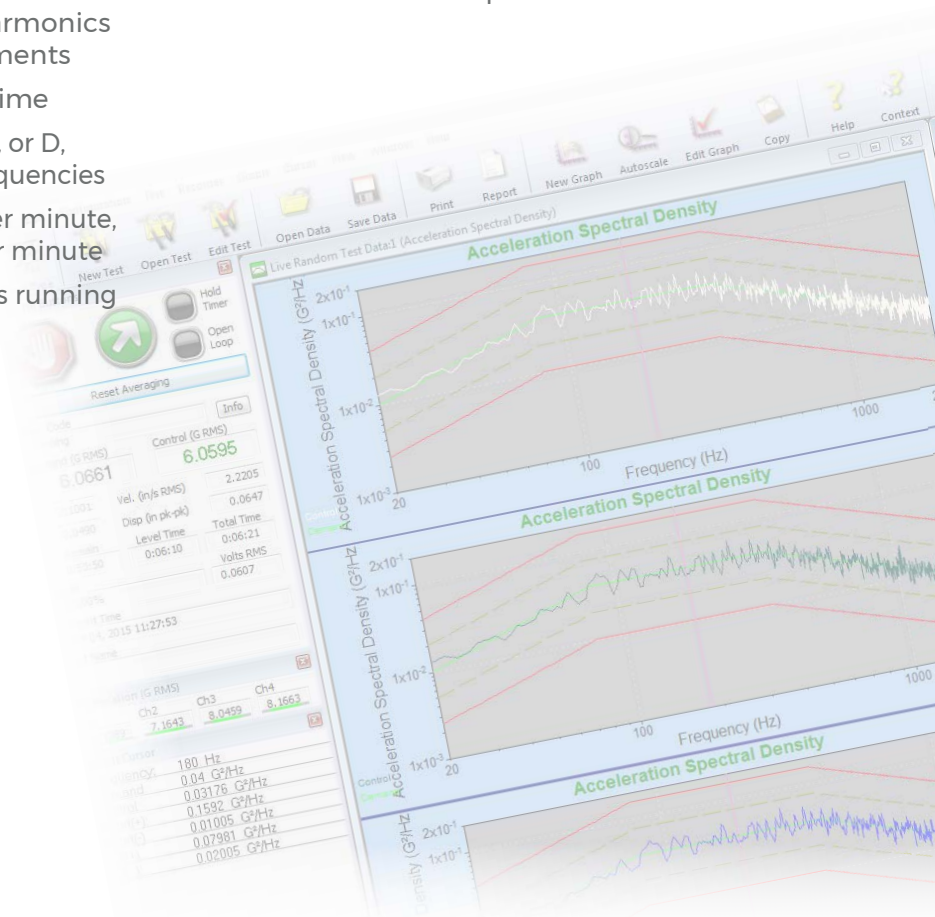 armonics
ments
ime
or D,
quencies
er minute,
r minute
s running
New Test
Open Test
Edit Test
Open Data
Save Data
Print
Report
New Graph
Autoscale
Edit Graph
Copy
Help
Context
Live Random Test Data:1 (Acceleration Spectral Density)
Hold
Timer
Open
Loop
Reset Averaging
Info
Control (G RMS)
6.0661
6.0595
Vel. (in/s RMS)
2.2205
Disp (in pk-pk)
0.0647
Level Time
Total Time
0:06:10
0:06:21
Volts RMS
0.0607
2015 11:27:53
(G RMS)
Ch2
Ch3
Ch4
7.1643
8.0459
8.1663
180 Hz
0.04 G²/Hz
0.03176 G²/Hz
0.1592 G²/Hz
0.01005 G²/Hz
0.07981 G²/Hz
0.02005 G²/Hz
Acceleration Spectral Density
Acceleration Spectral Density (G²/Hz
2x10⁻¹
1x10⁻¹
1x10⁻²
1x10⁻³
20
100
1000
Frequency (Hz)
Control
Demand
Acceleration Spectral Density
Acceleration Spectral Density (G²/Hz
2x10⁻¹
1x10⁻¹
1x10⁻²
1x10⁻³
20
100
1000
Frequency (Hz)
Control
Demand
Acceleration Spectral Density
Density (G²/Hz
2x10⁻¹
1x10⁻¹